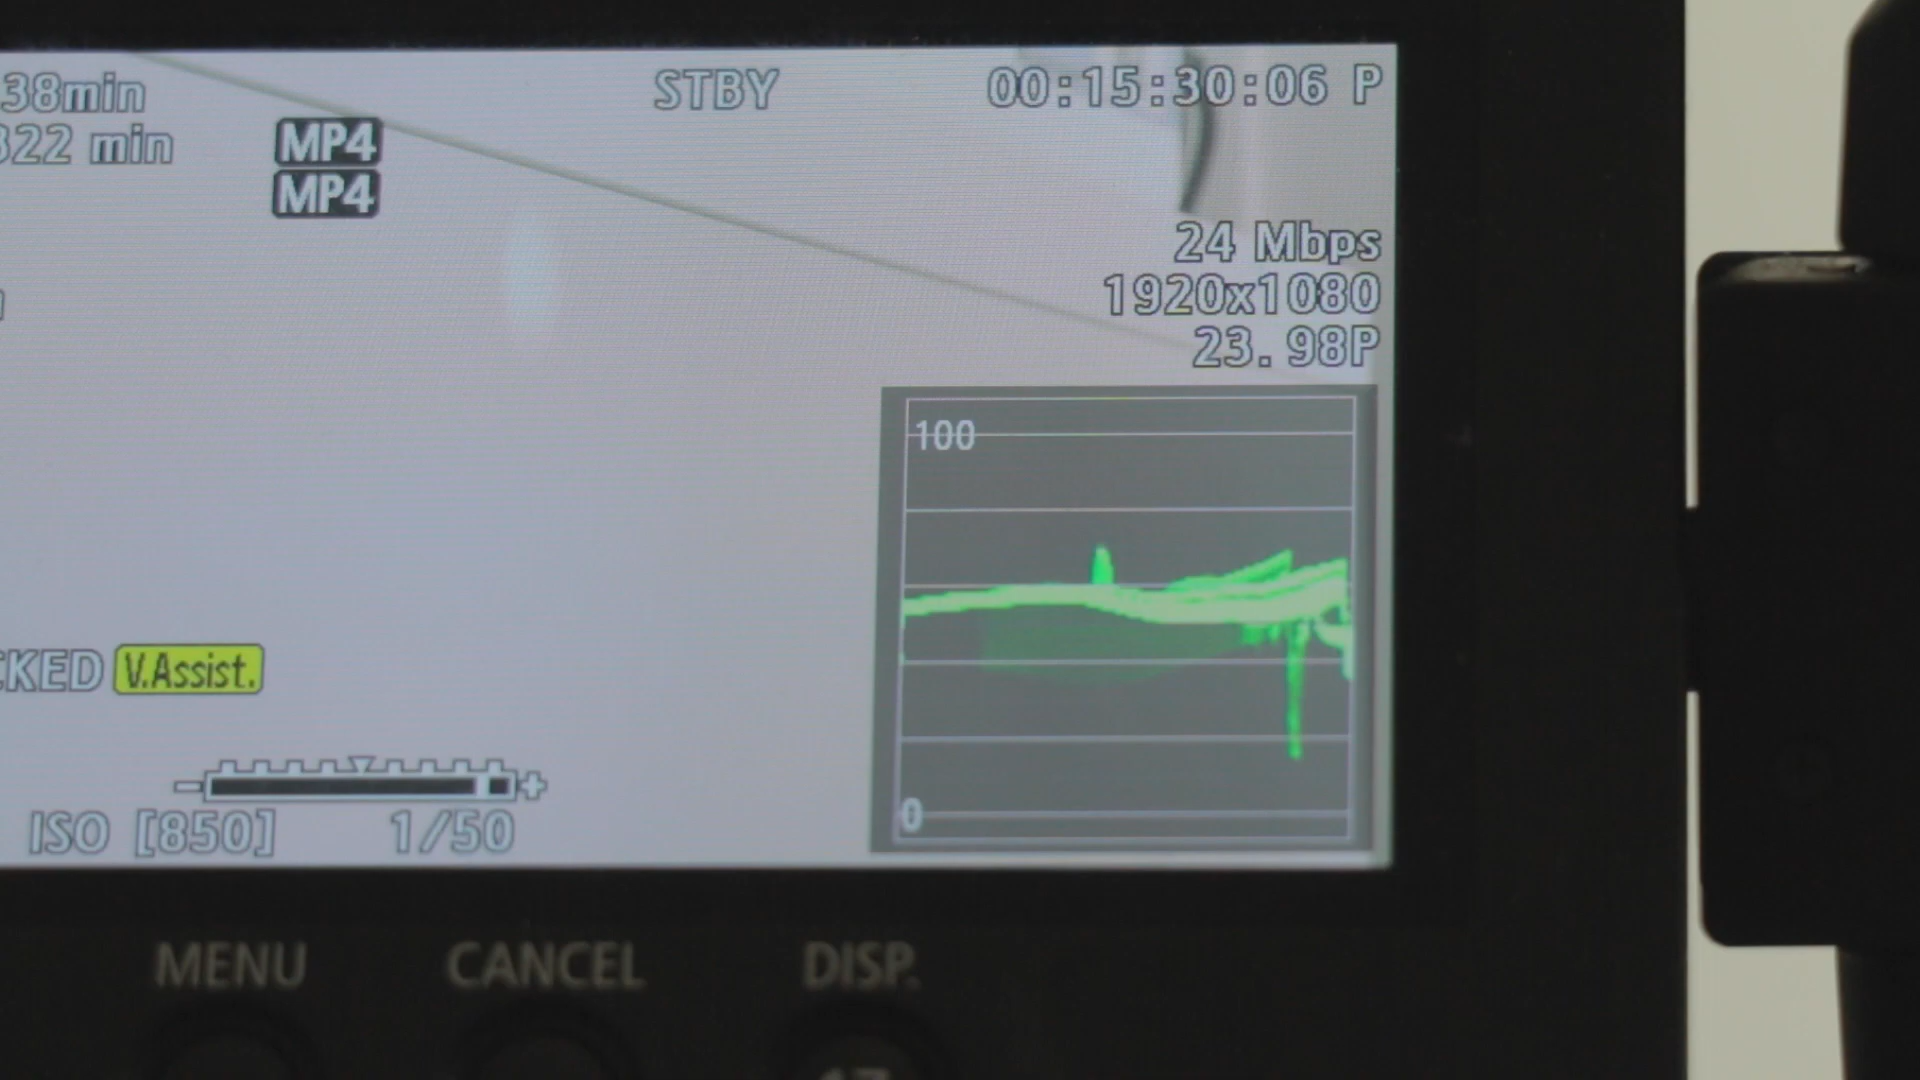 38min
322 min
MP4
MP4
STBY
00:15:30:06 P
24 Mbps
1920x1080
23.98P
100
0
CKED V.Assist.
- +
ISO [850] 1/50
MENU CANCEL DISP.